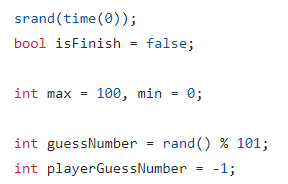 srand(time(0));
bool isFinish = false;
int max = 100, min = 0;
int guessNumber = rand() % 101;
int playerGuessNumber = -1;